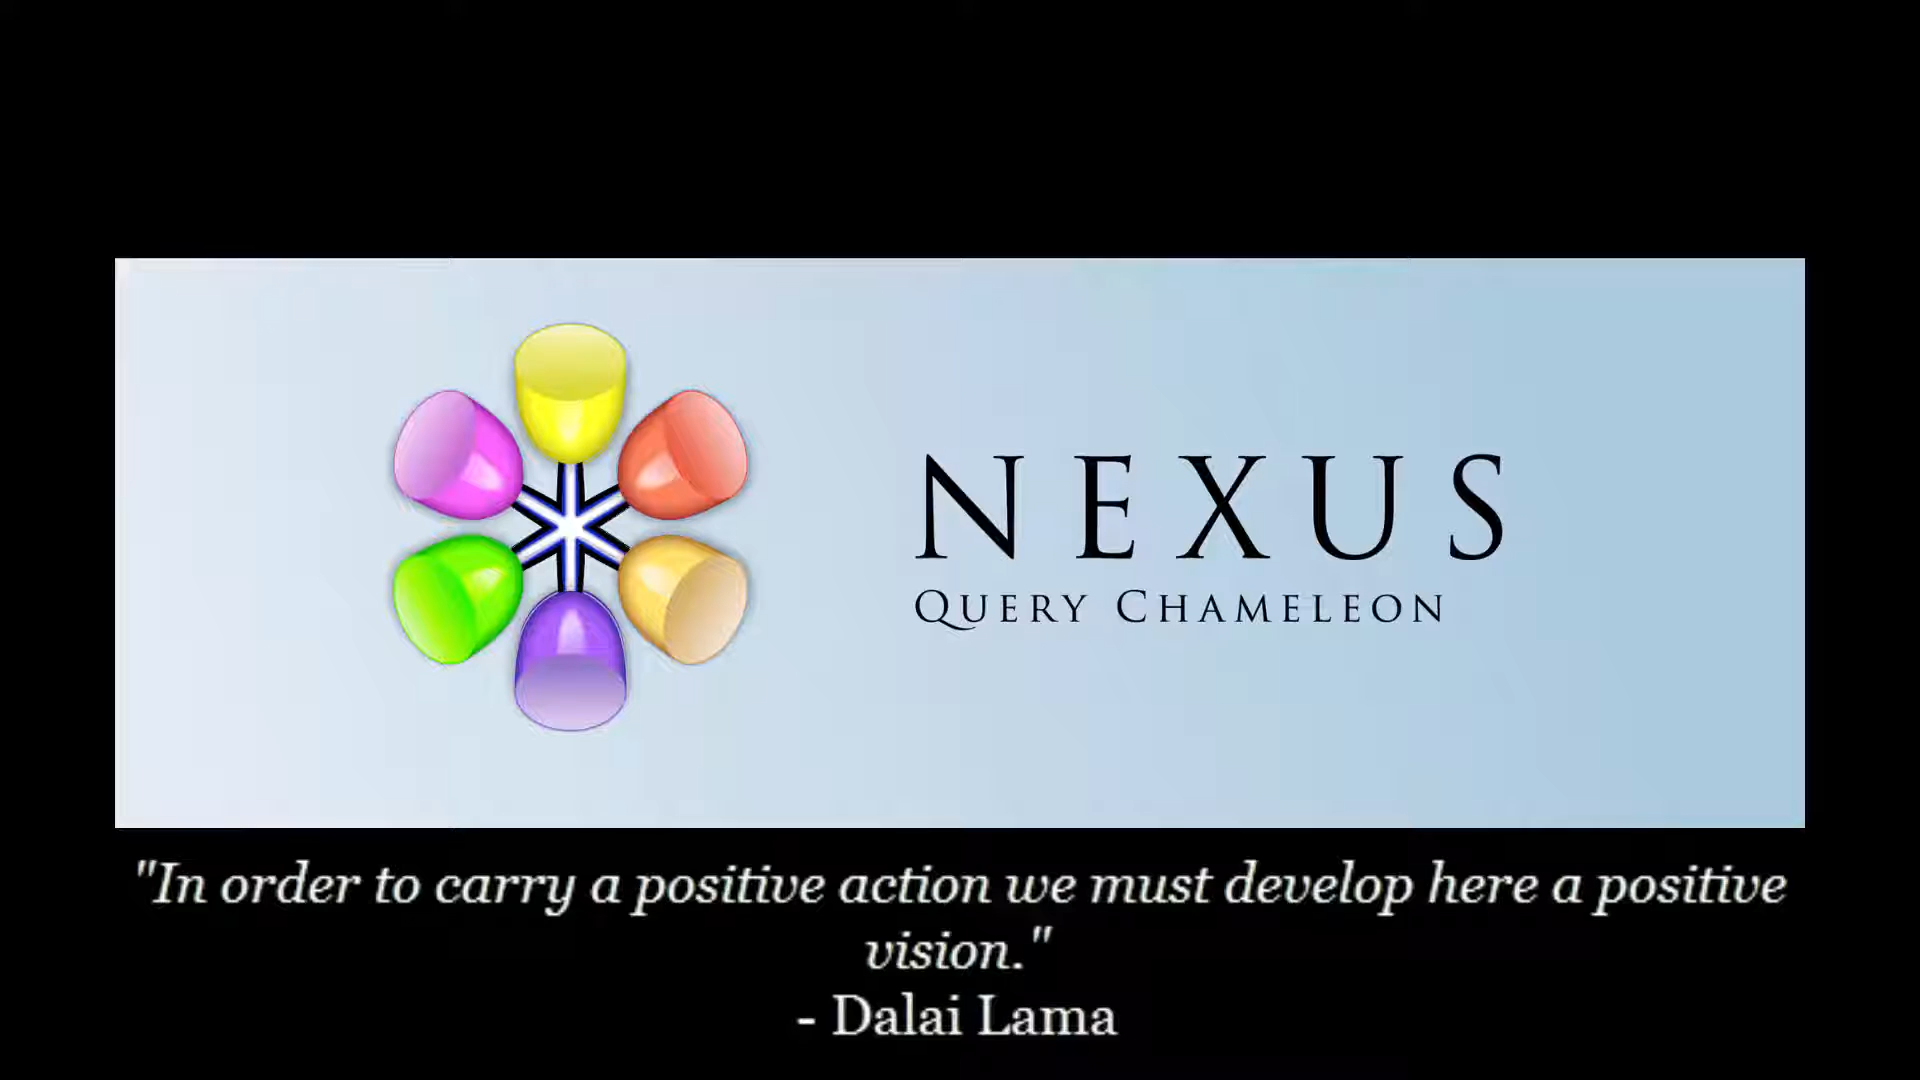 NEXUS
QUERY CHAMELEON
"In order to carry a positive action we must develop here a positive
vision."
- Dalai Lama